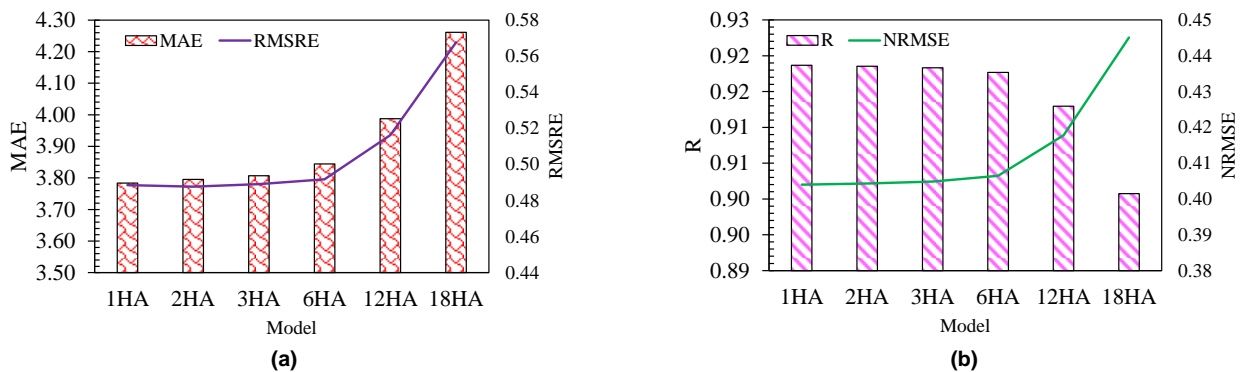 4.30
4.20
4.10
4.00
3.90
3.80
3.70
3.60
3.50
MAE
MAE RMSRE
0.58
0.56
0.54
0.52
0.50
0.48
0.46
0.44
RMSRE
1HA 2HA 3HA 6HA 12HA 18HA
Model
(a)
0.93
0.92
0.92
0.91
0.91
0.90
0.90
0.89
R
R NRMSE
0.45
0.44
0.43
0.42
0.41
0.40
0.39
0.38
NRMSE
1HA 2HA 3HA 6HA 12HA 18HA
Model
(b)